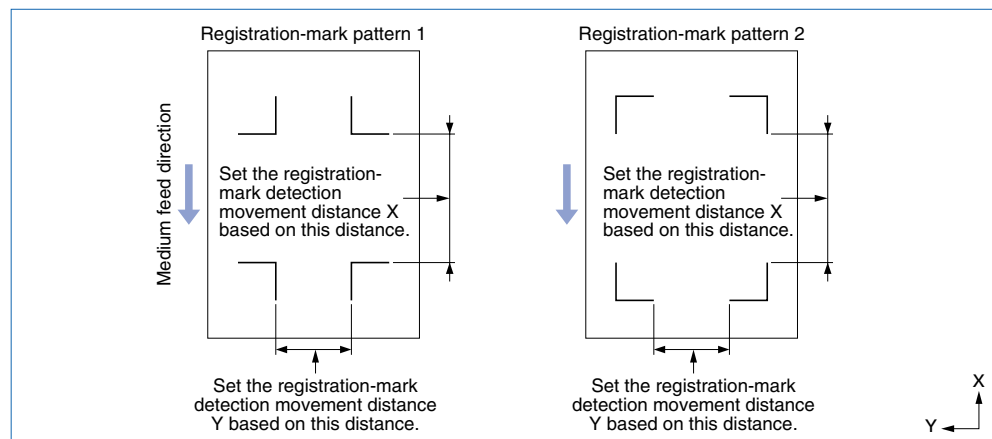 Registration-mark pattern 1
Registration-mark pattern 2
Medium feed direction
Set the registration-
mark detection
movement distance X
based on this distance.
Set the registration-
mark detection
movement distance X
based on this distance.
Set the registration-mark
detection movement distance
Y based on this distance.
Set the registration-mark
detection movement distance
Y based on this distance.
X
Y